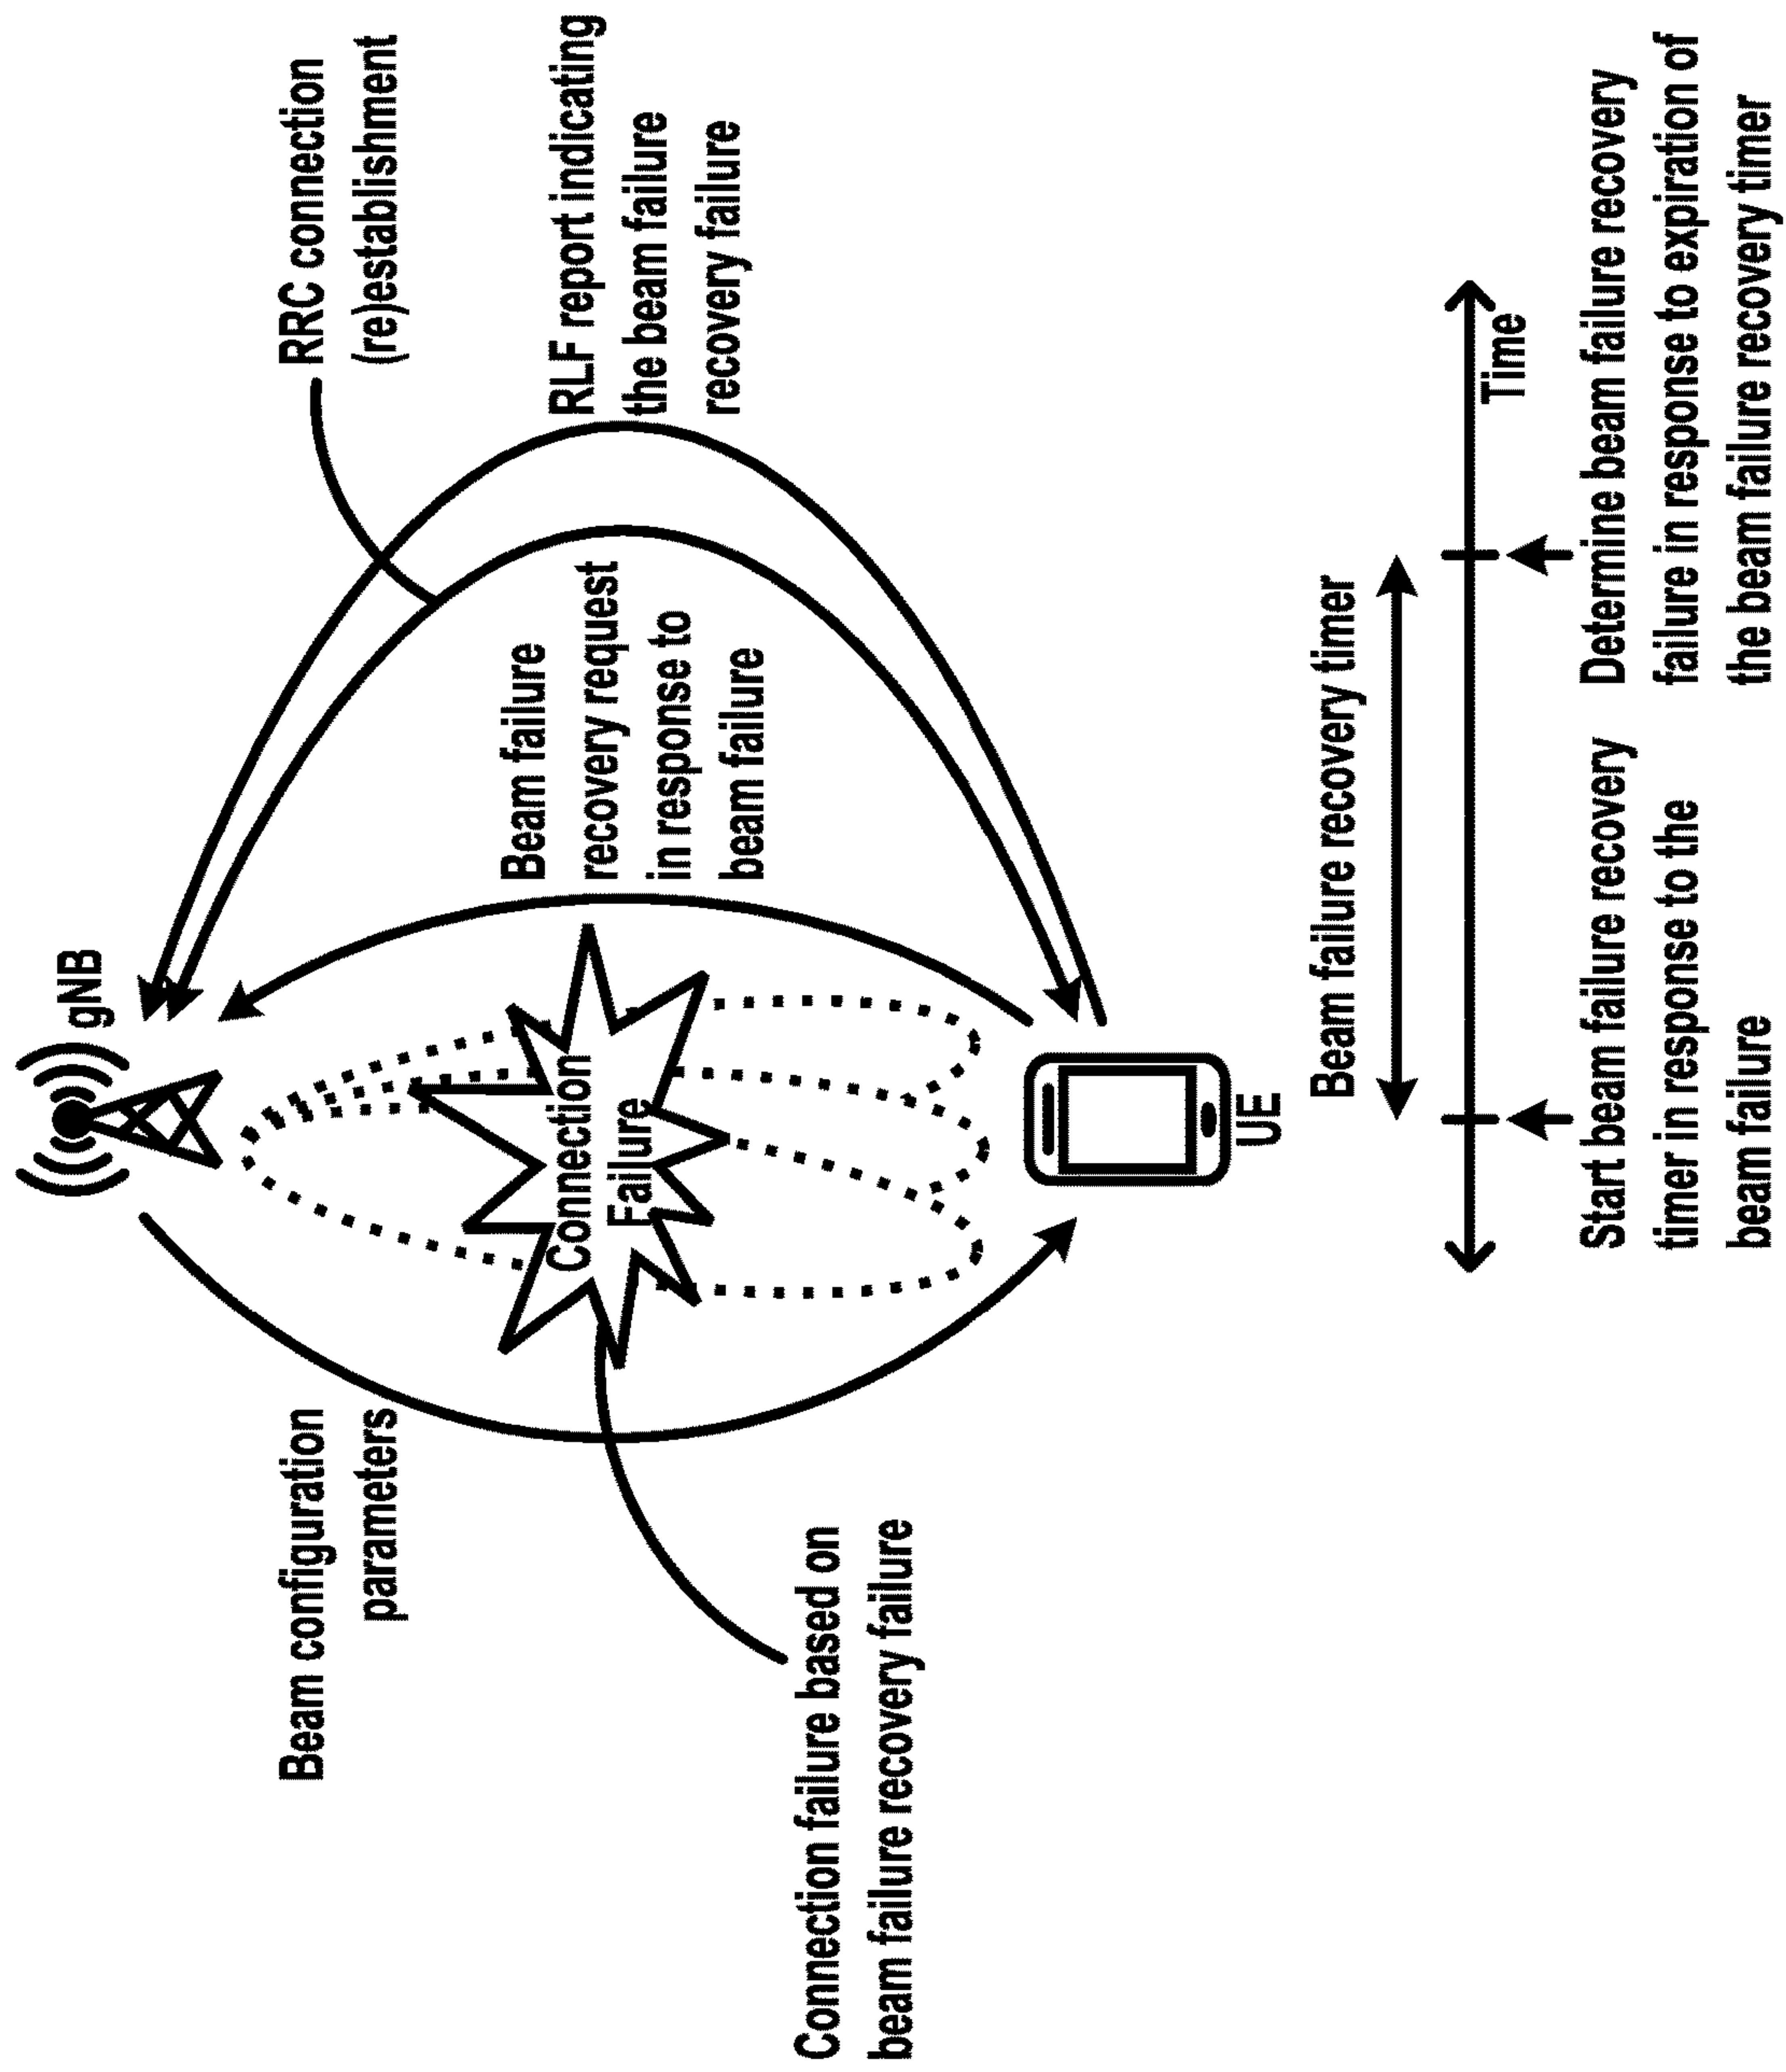 gNB
RRC connection
(re)establishment
Beam configuration
parameters
RLF report indicating
the beam failure
recovery failure
Beam failure
recovery request
in response to
beam failure
Connection
Failure
Connection failure based on
beam failure recovery failure
UE
Beam failure recovery timer
Time
Start beam failure recovery
timer in response to the
beam failure
Determine beam failure recovery
failure in response to expiration of
the beam failure recovery timer